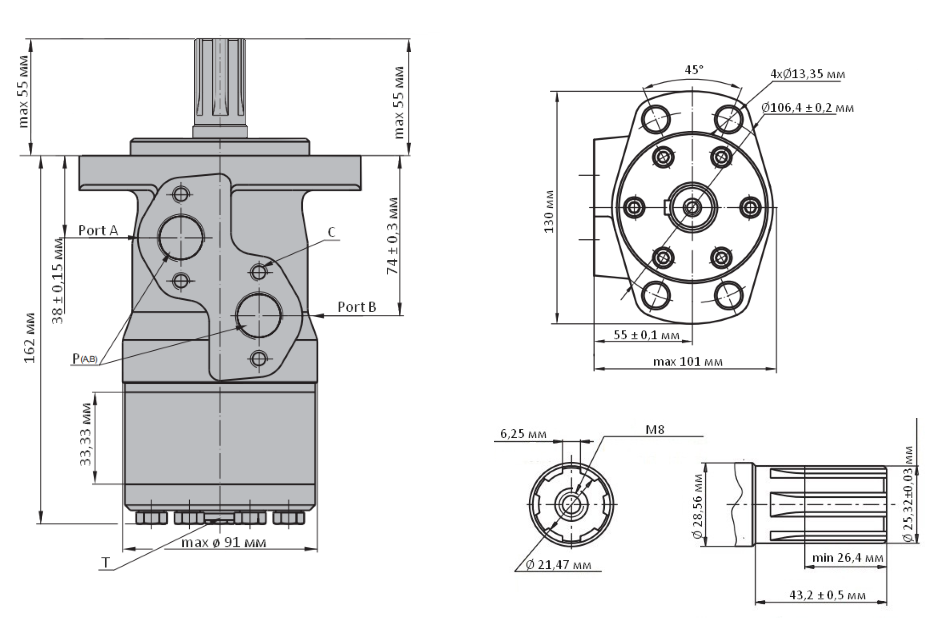 max 55 мм
max 55 мм
Port A
C
38 ± 0,15 мм
74 ± 0,3 мм
Port B
162 мм
P(A,B)
33,33 мм
max ø 91 мм
T
45°
4xØ13,35 мм
Ø106,4 ± 0,2 мм
130 мм
55 ± 0,1 мм
max 101 мм
6,25 мм
M8
Ø 21,47 мм
Ø 28,56 мм
Ø 25,32±0,03 мм
min 26,4 мм
43,2 ± 0,5 мм